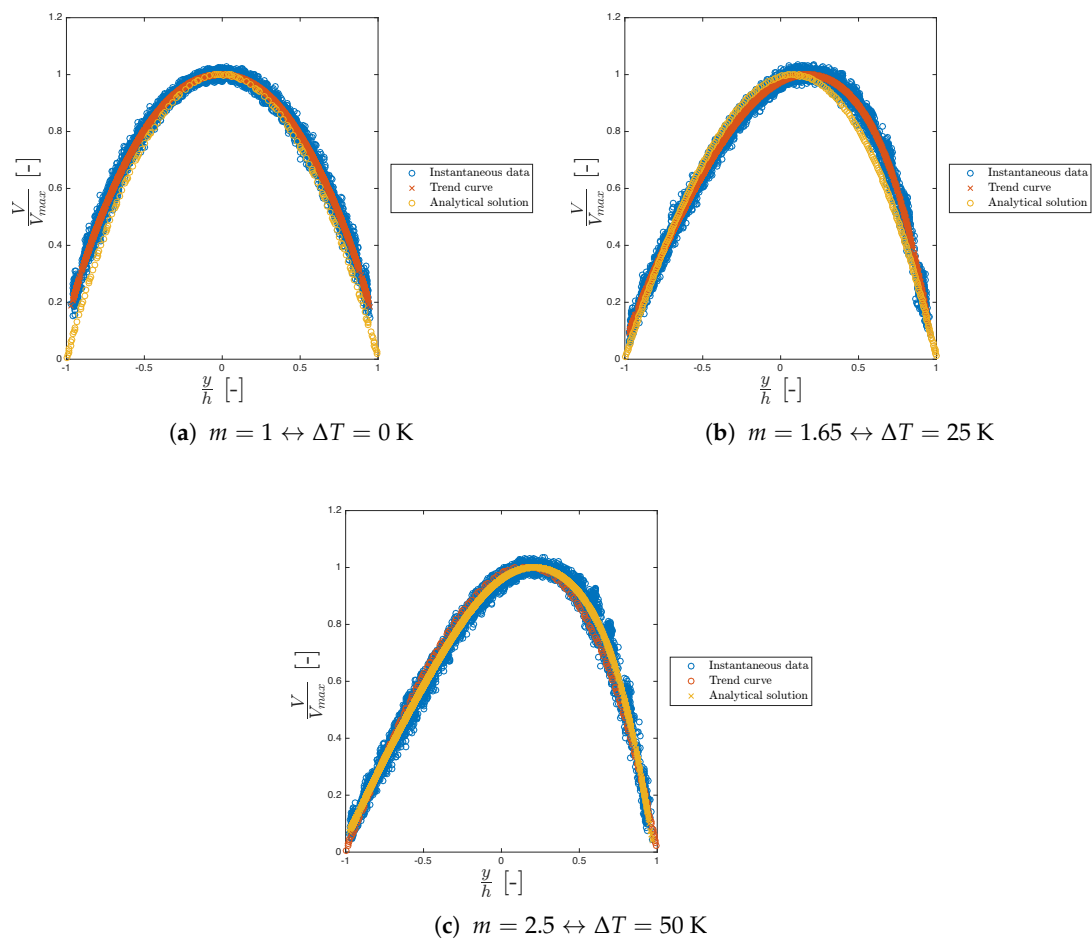 1.2
1
0.8
0.6
0.4
0.2
0
-1 -0.5 0 0.5 1
V/V_max [-]
y/h [-]
Instantaneous data
Trend curve
Analytical solution
(a) m = 1 ↔ ΔT = 0 K
1.2
1
0.8
0.6
0.4
0.2
0
-1 -0.5 0 0.5 1
V/V_max [-]
y/h [-]
Instantaneous data
Trend curve
Analytical solution
(b) m = 1.65 ↔ ΔT = 25 K
1.2
1
0.8
0.6
0.4
0.2
0
-1 -0.5 0 0.5 1
V/V_max [-]
y/h [-]
Instantaneous data
Trend curve
Analytical solution
(c) m = 2.5 ↔ ΔT = 50 K